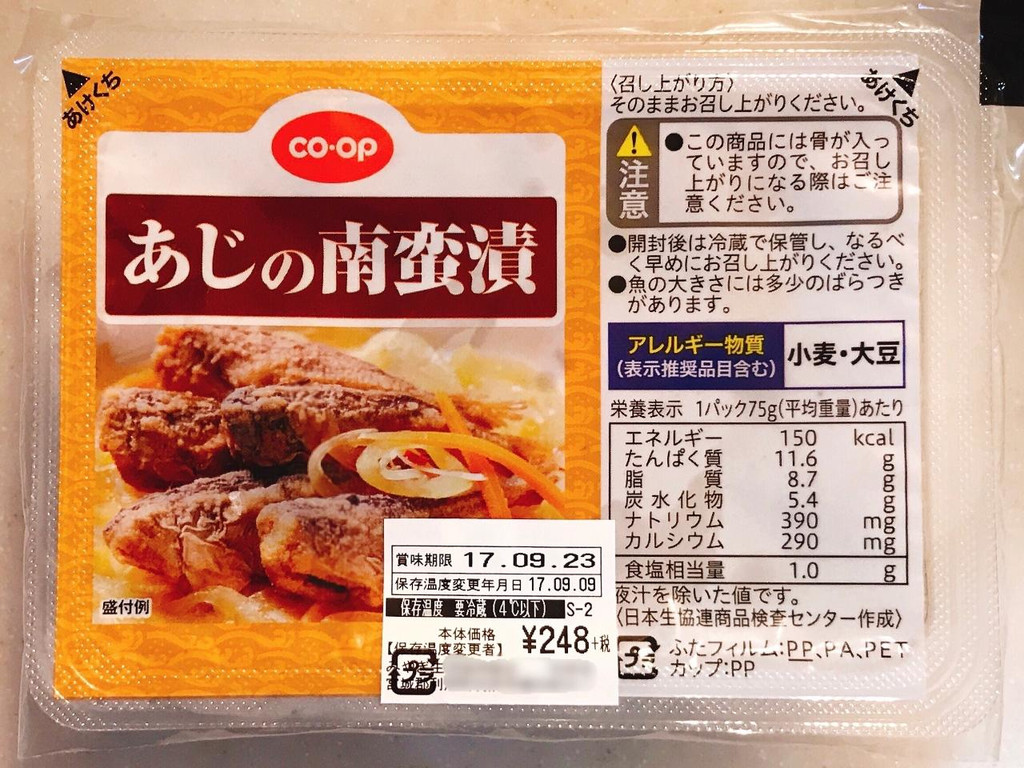 あけくち
CO・OP
あじの南蛮漬
盛付例
あけくち
〈召し上がり方〉
そのままお召し上がりください。
注意
●この商品には骨が入っ
ていますので、お召し
上がりになる際はご注
意ください。
●開封後は冷蔵で保管し、なるべ
く早めにお召し上がりください。
●魚の大きさには多少のばらつき
があります。
アレルギー物質
(表示推奨品目含む)
小麦・大豆
栄養表示 1パック75g(平均重量)あたり
エネルギー 150 kcal
たんぱく質 11.6 g
脂質 8.7 g
炭水化物 5.4 g
ナトリウム 390 mg
カルシウム 290 mg
食塩相当量 1.0 g
液汁を除いた値です。
〈日本生協連商品検査センター作成〉
プラ
ふたフィルム:PP、PA、PET
カップ:PP
賞味期限 17.09.23
保存温度変更年月日 17.09.09
保存温度 要冷蔵(4℃以下) S-2
本体価格
¥248+税
【保存温度変更者】
プラ